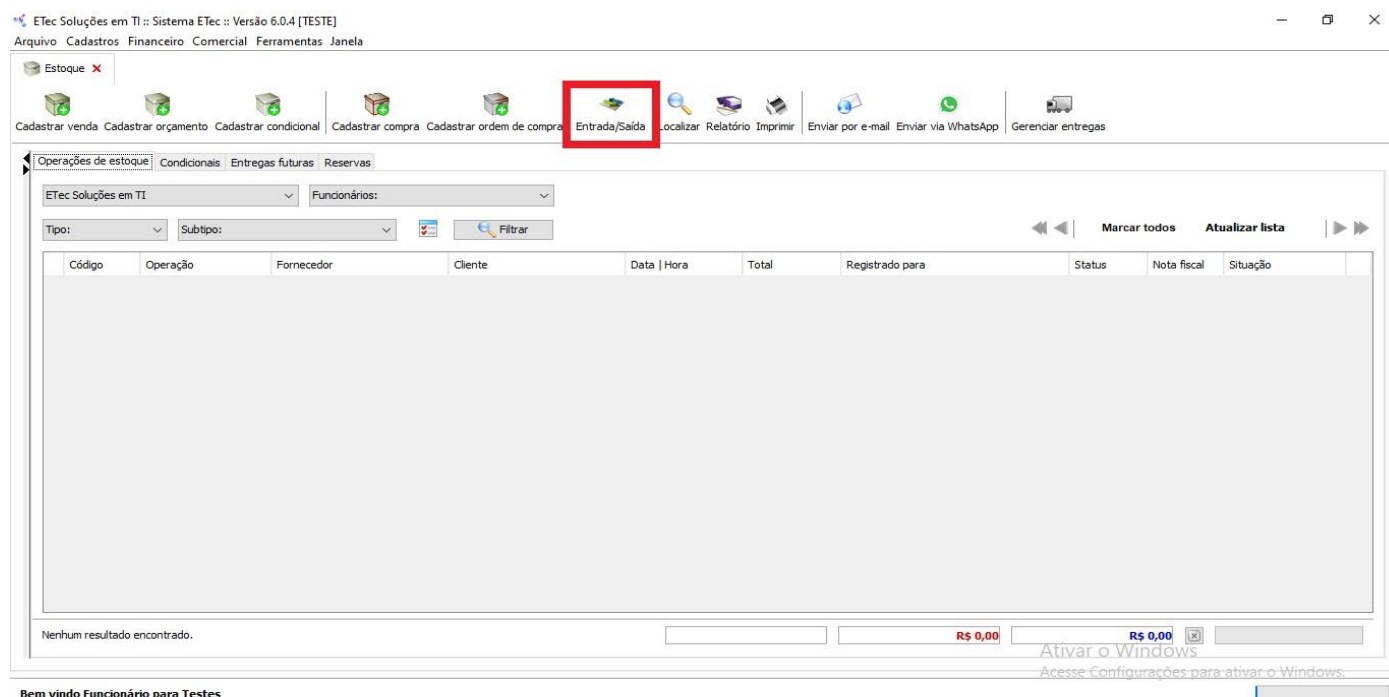 ETec Soluções em TI :: Sistema ETec :: Versão 6.0.4 [TESTE]
Arquivo Cadastros Financeiro Comercial Ferramentas Janela
Estoque
Cadastrar venda Cadastrar orçamento Cadastrar condicional Cadastrar compra Cadastrar ordem de compra Entrada/Saída Localizar Relatório Imprimir Enviar por e-mail Enviar via WhatsApp Gerenciar entregas
Operações de estoque Condicionais Entregas futuras Reservas
ETec Soluções em TI Funcionários:
Tipo: Subtipo: Filtrar Marcar todos Atualizar lista
Código Operação Fornecedor Cliente Data | Hora Total Registrado para Status Nota fiscal Situação
Nenhum resultado encontrado. R$ 0,00 R$ 0,00
Ativar o Windows
Acesse Configurações para ativar o Windows.
Bem vindo Funcionário para Testes